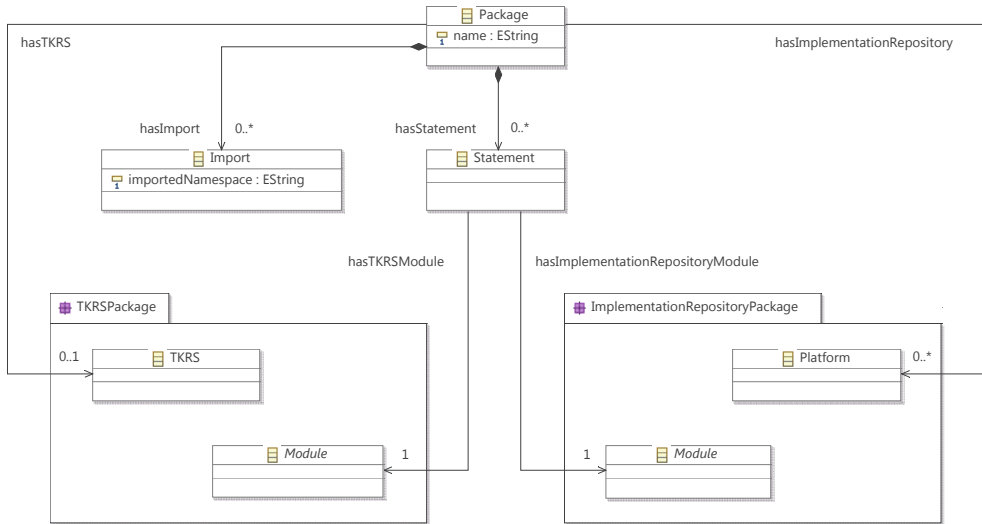 Package
name : EString
hasTKRS
hasImplementationRepository
hasImport
0..*
hasStatement
0..*
Import
importedNamespace : EString
Statement
hasTKRSModule
hasImplementationRepositoryModule
TKRSPackage
ImplementationRepositoryPackage
0..1
TKRS
Platform
0..*
Module
1
1
Module